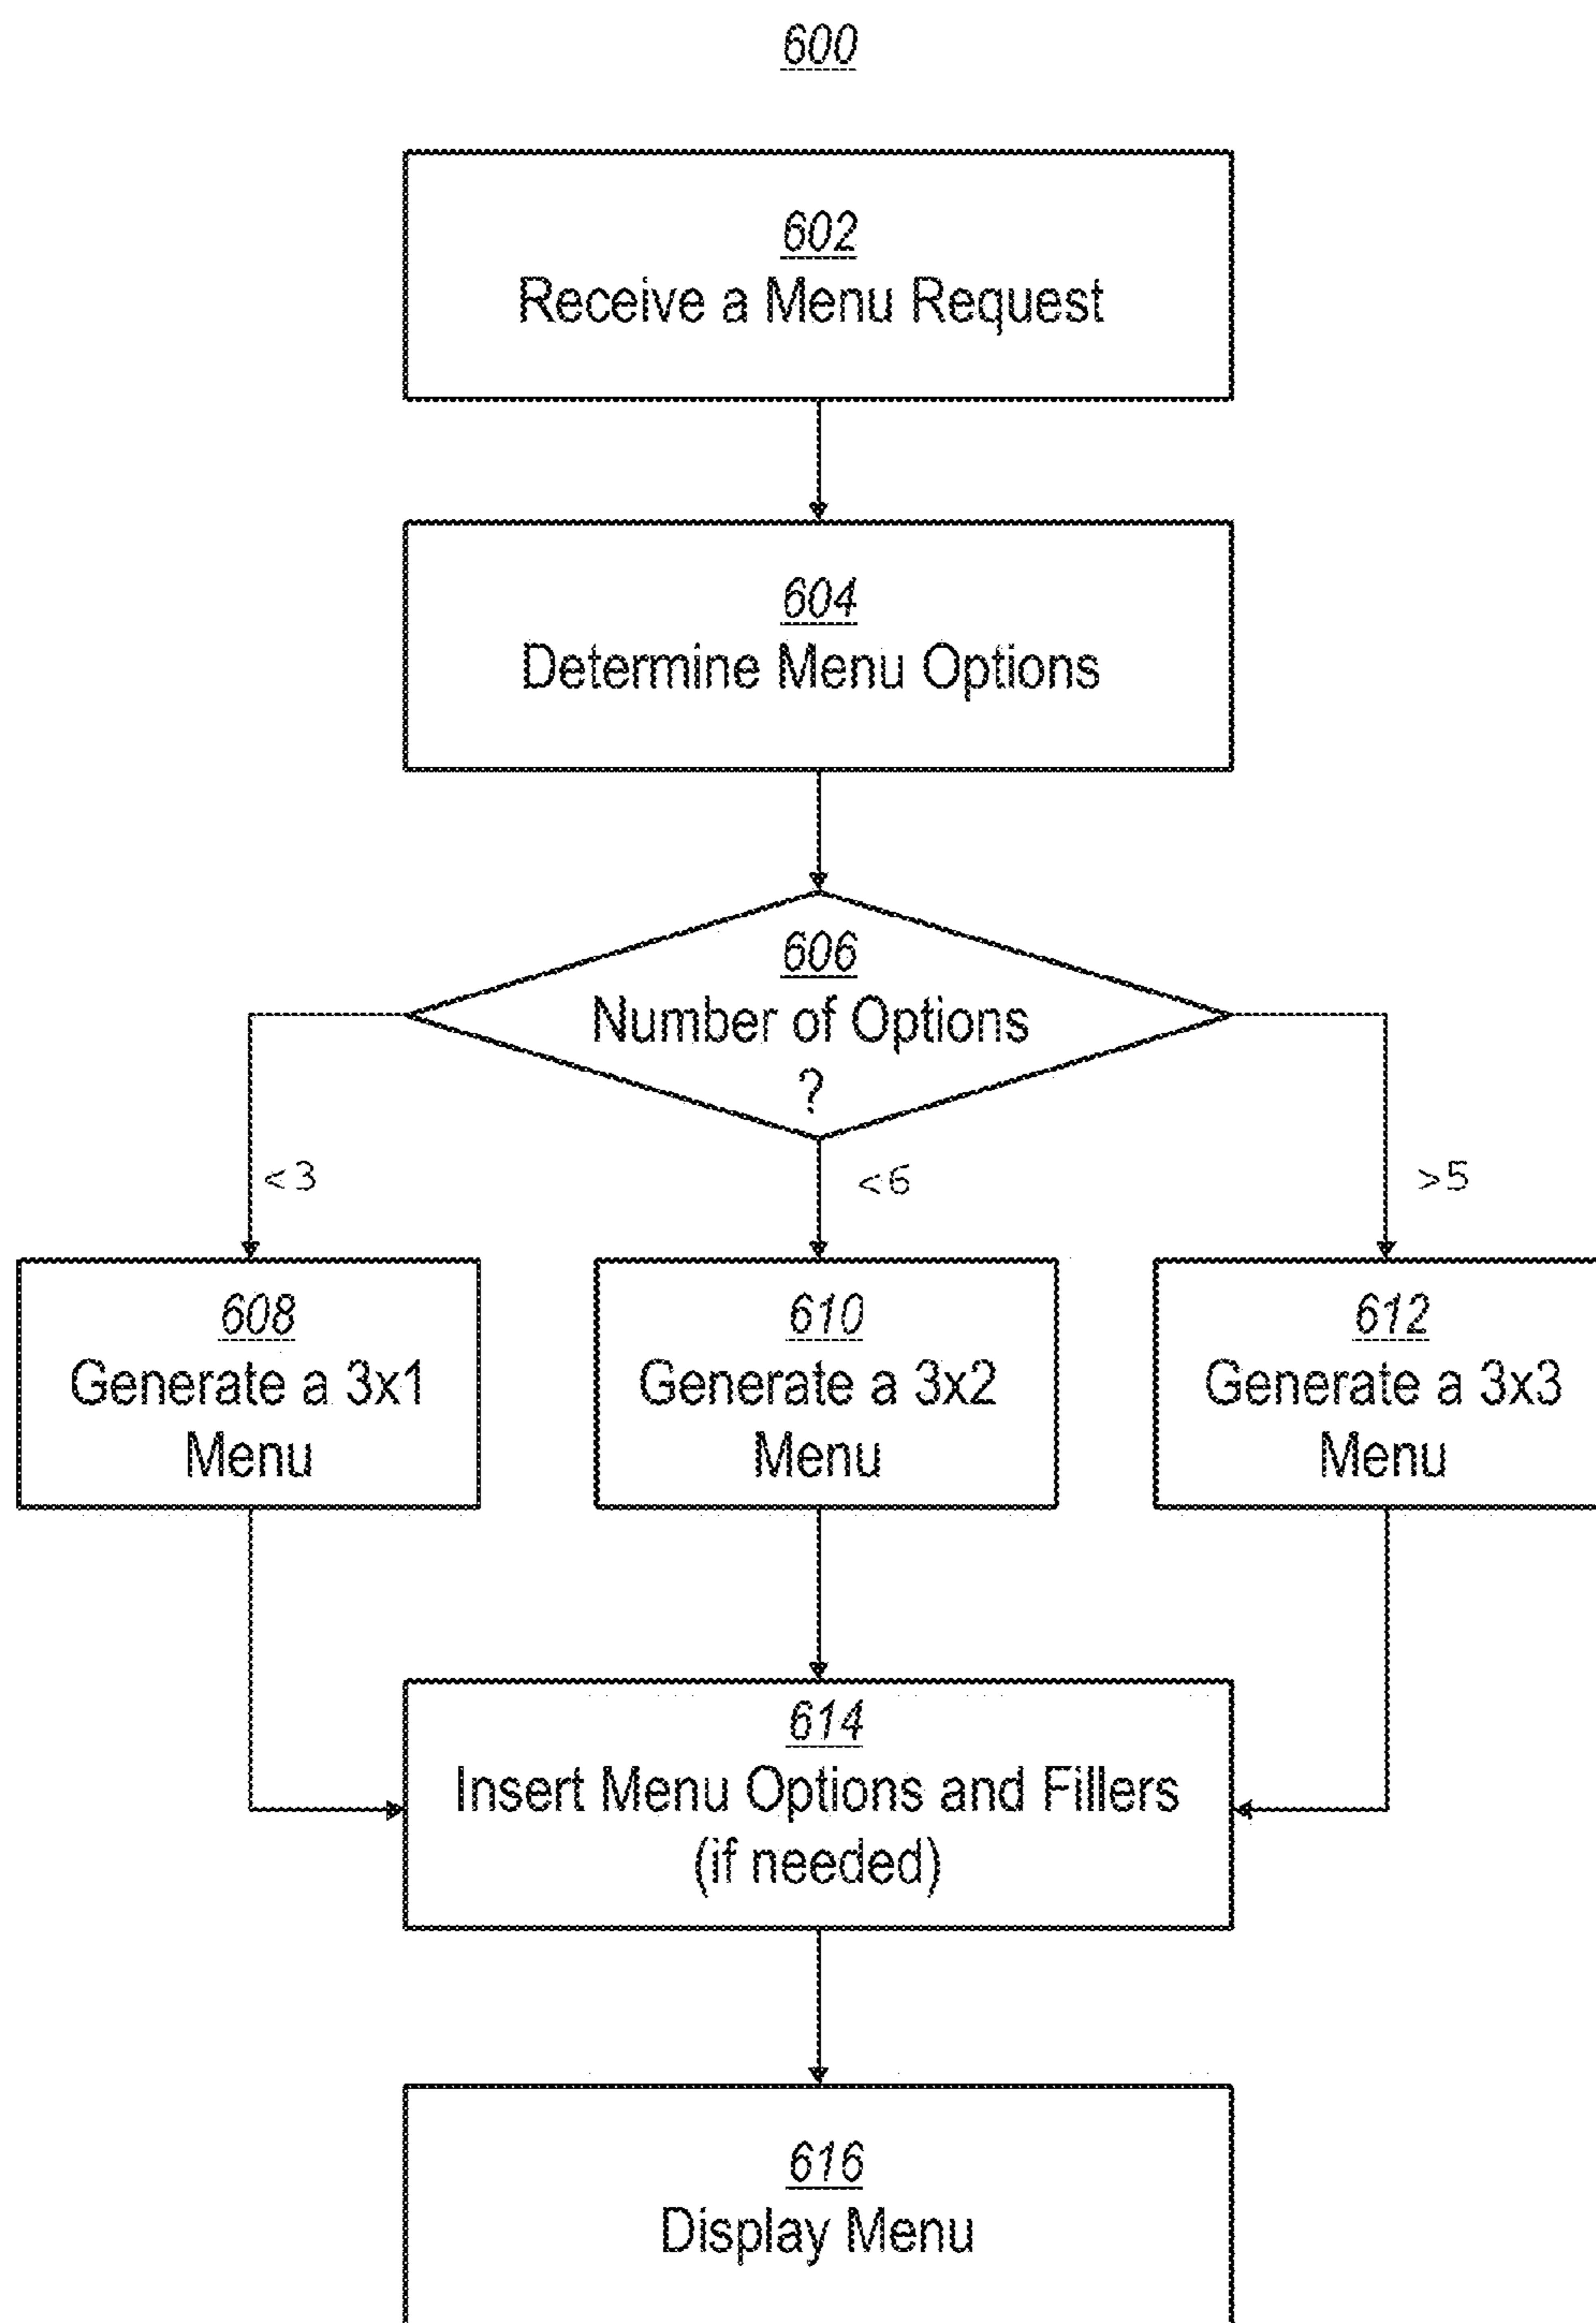 600
602
Receive a Menu Request
604
Determine Menu Options
606
Number of Options
?
<3
<6
>5
608
Generate a 3x1
Menu
610
Generate a 3x2
Menu
612
Generate a 3x3
Menu
614
Insert Menu Options and Fillers
(if needed)
616
Display Menu